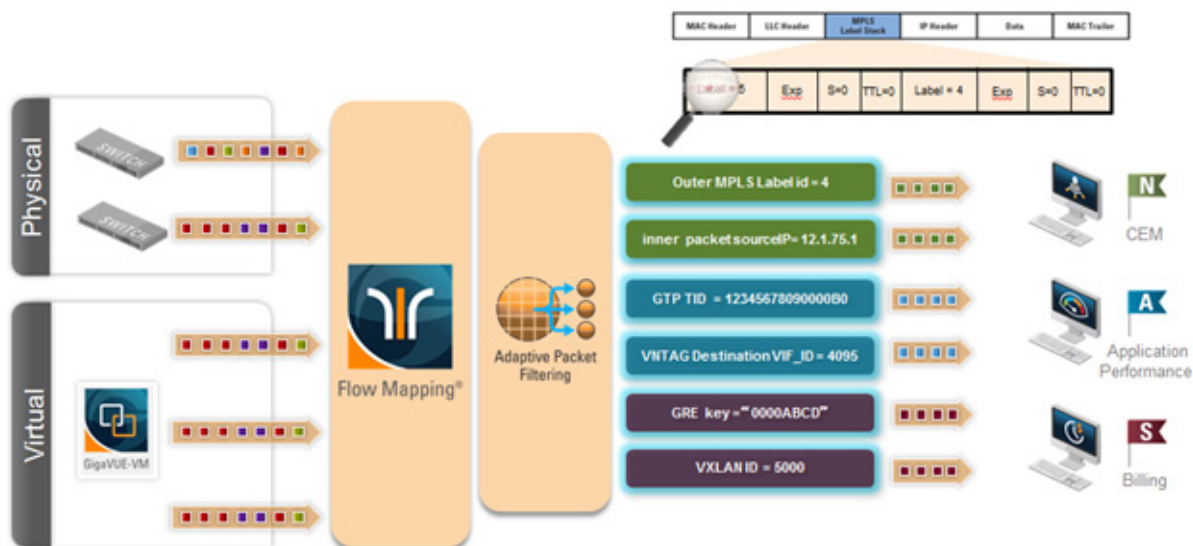 MAC Header LLC Header MPLS Label Stack IP Header Data MAC Trailer
Label = 5 Exp S=0 TTL=0 Label = 4 Exp S=0 TTL=0
Physical
SWITCH
SWITCH
Virtual
GigaVUE-VM
Flow Mapping®
Adaptive Packet
Filtering
Outer MPLS Label id = 4
inner packet sourceIP= 12.1.75.1
GTP TID = 12345678090000B0
VNTAG Destination VIF_ID = 4095
GRE key =“0000ABCD”
VXLAN ID = 5000
N
CEM
A
Application
Performance
S
Billing